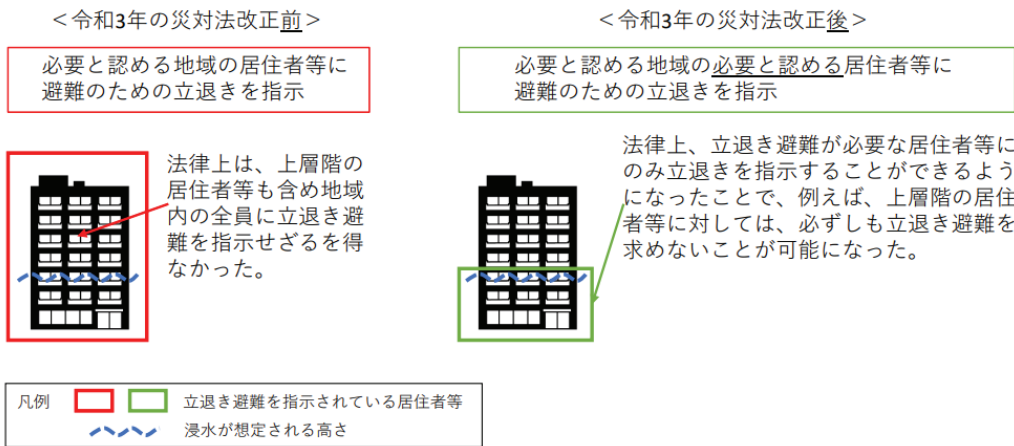 ＜令和3年の災対法改正前＞
必要と認める地域の居住者等に
避難のための立退きを指示
法律上は、上層階の
居住者等も含め地域
内の全員に立退き避
難を指示せざるを得
なかった。
＜令和3年の災対法改正後＞
必要と認める地域の必要と認める居住者等に
避難のための立退きを指示
法律上、立退き避難が必要な居住者等に
のみ立退きを指示することができるよう
になったことで、例えば、上層階の居住
者等に対しては、必ずしも立退き避難を
求めないことが可能になった。
凡例
立退き避難を指示されている居住者等
浸水が想定される高さ